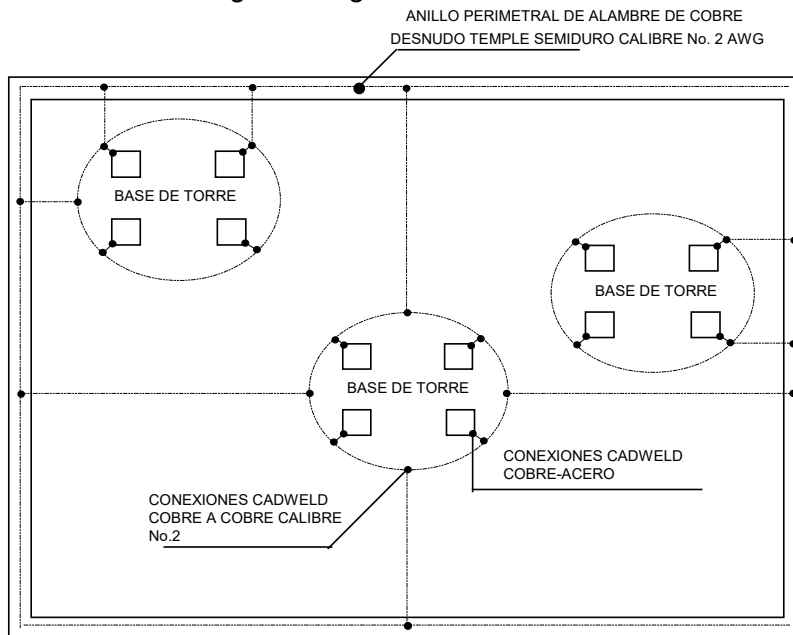 ANILLO PERIMETRAL DE ALAMBRE DE COBRE
DESNUDO TEMPLE SEMIDURO CALIBRE No. 2 AWG
BASE DE TORRE
BASE DE TORRE
BASE DE TORRE
CONEXIONES CADWELD
COBRE-ACERO
CONEXIONES CADWELD
COBRE A COBRE CALIBRE
No.2